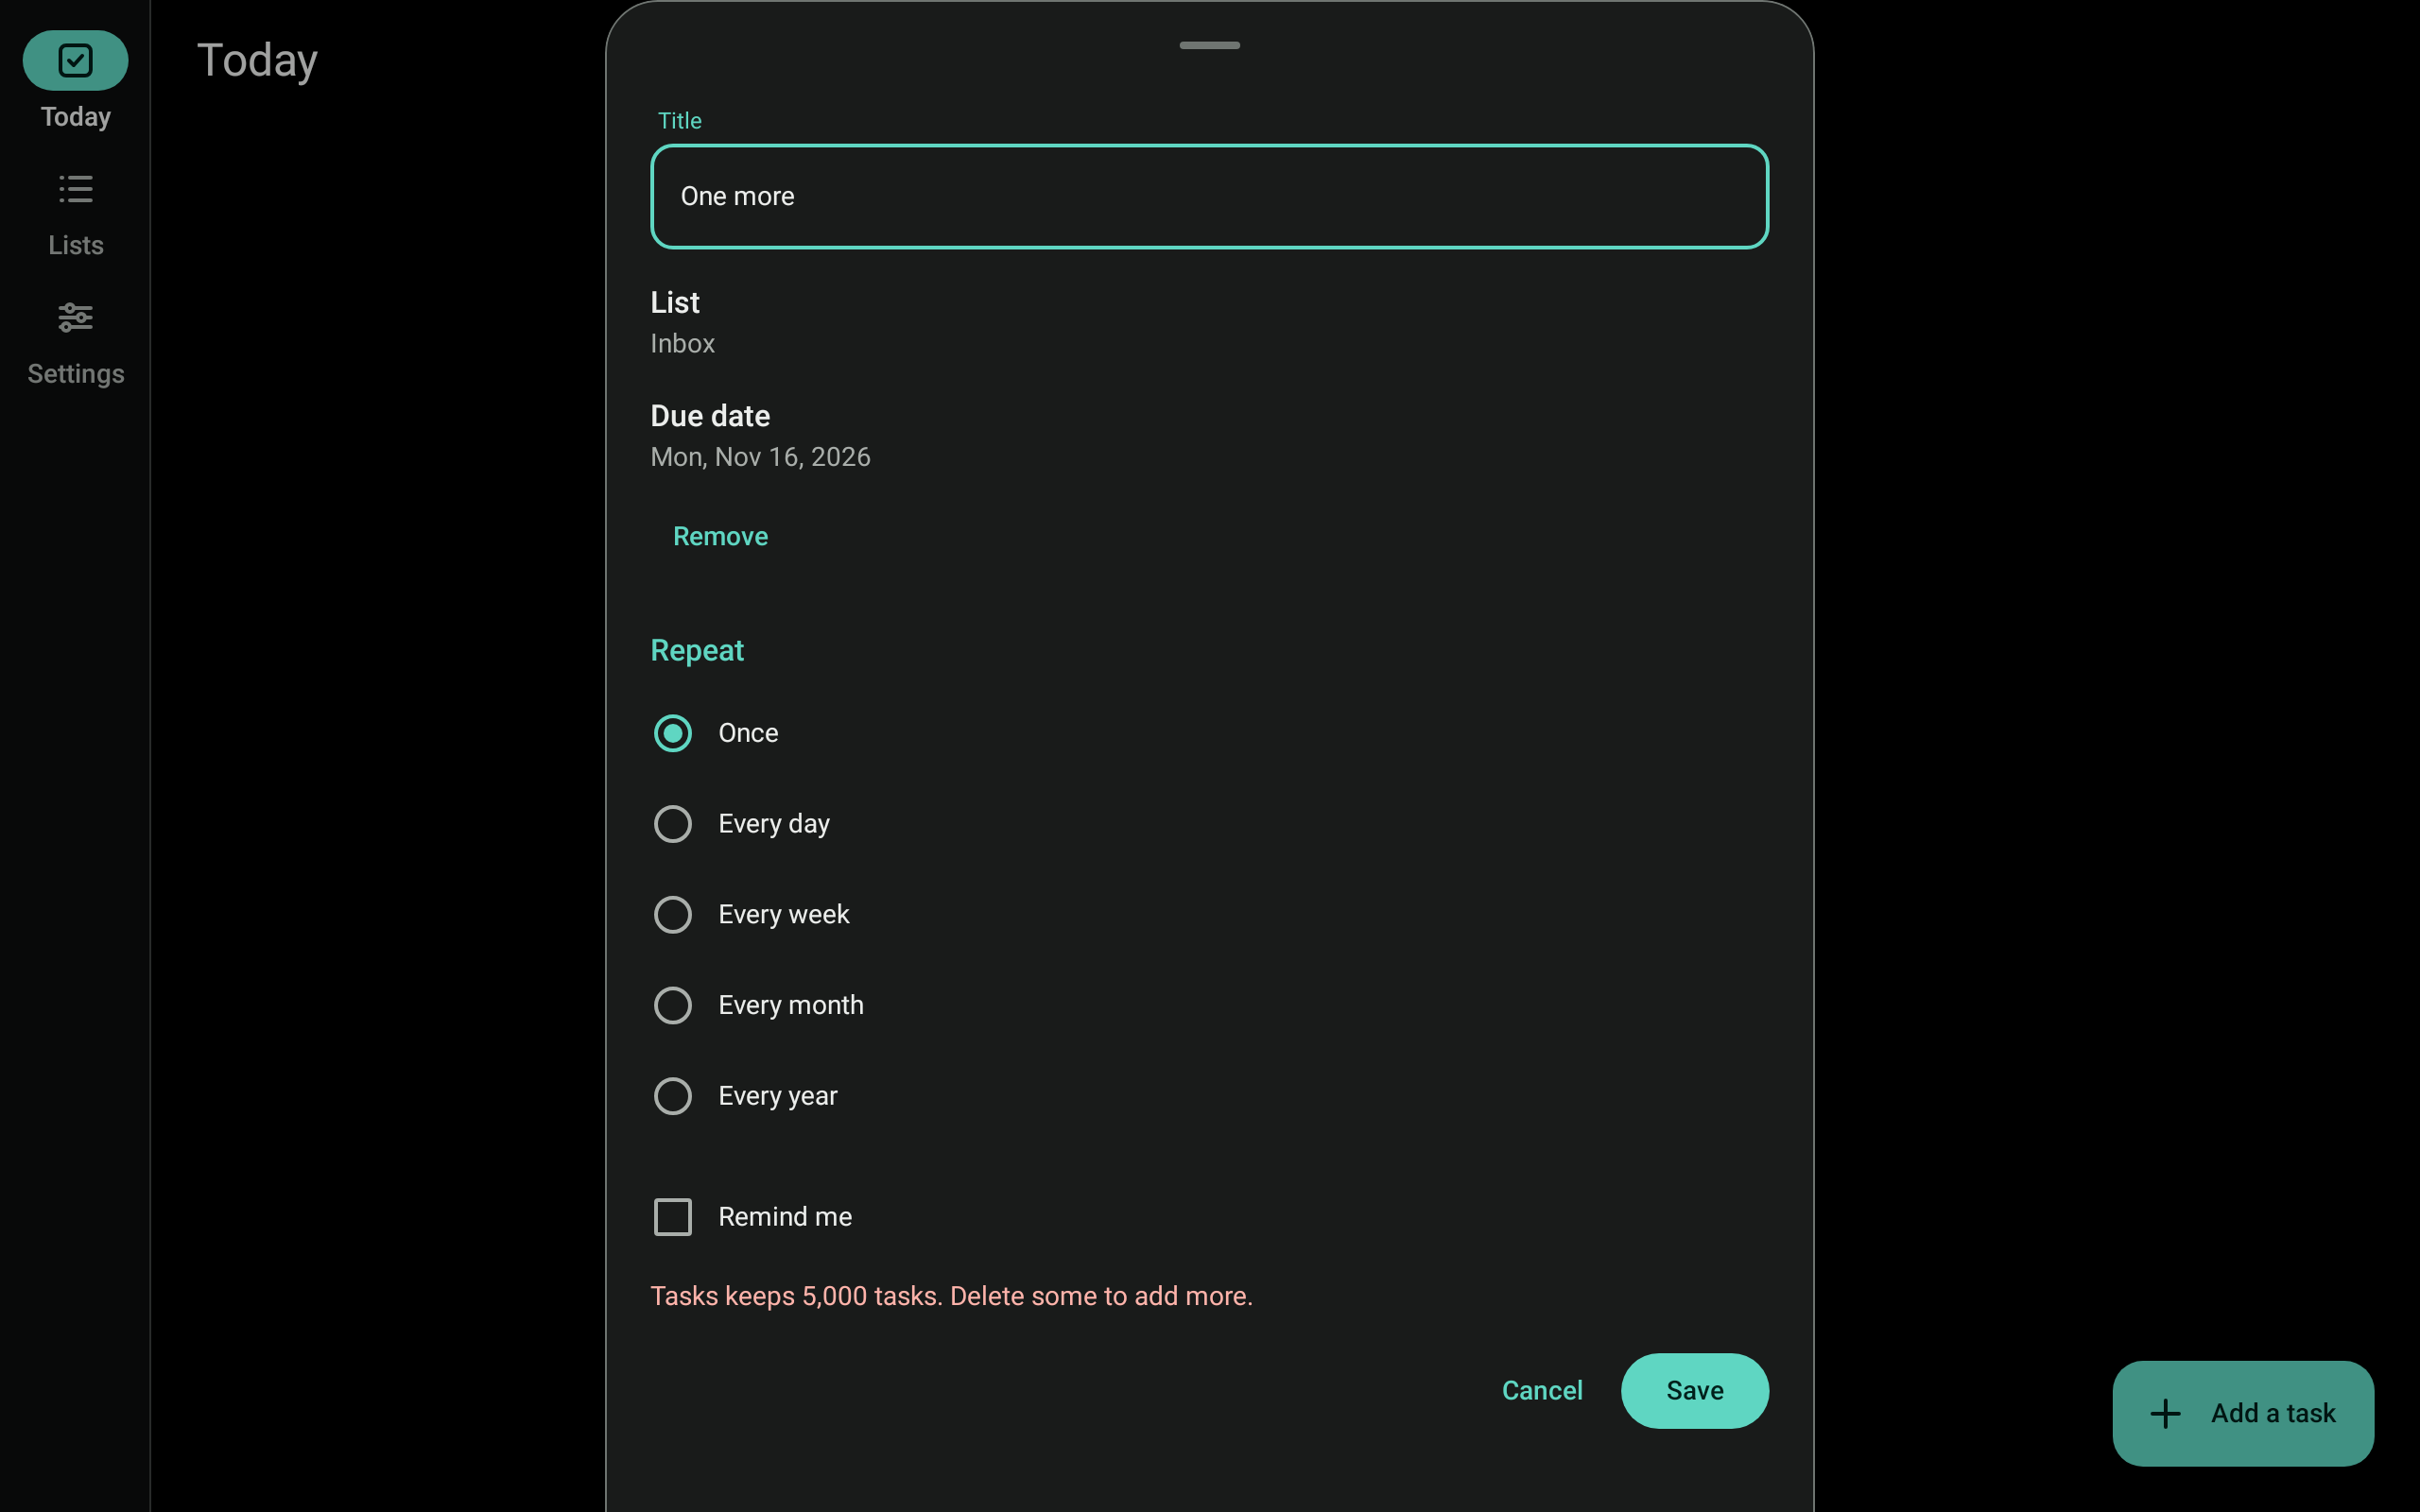 Today
Lists
Settings
Today
Title
One more
List
Inbox
Due date
Mon, Nov 16, 2026
Remove
Repeat
Once
Every day
Every week
Every month
Every year
Remind me
Tasks keeps 5,000 tasks. Delete some to add more.
Cancel
Save
Add a task